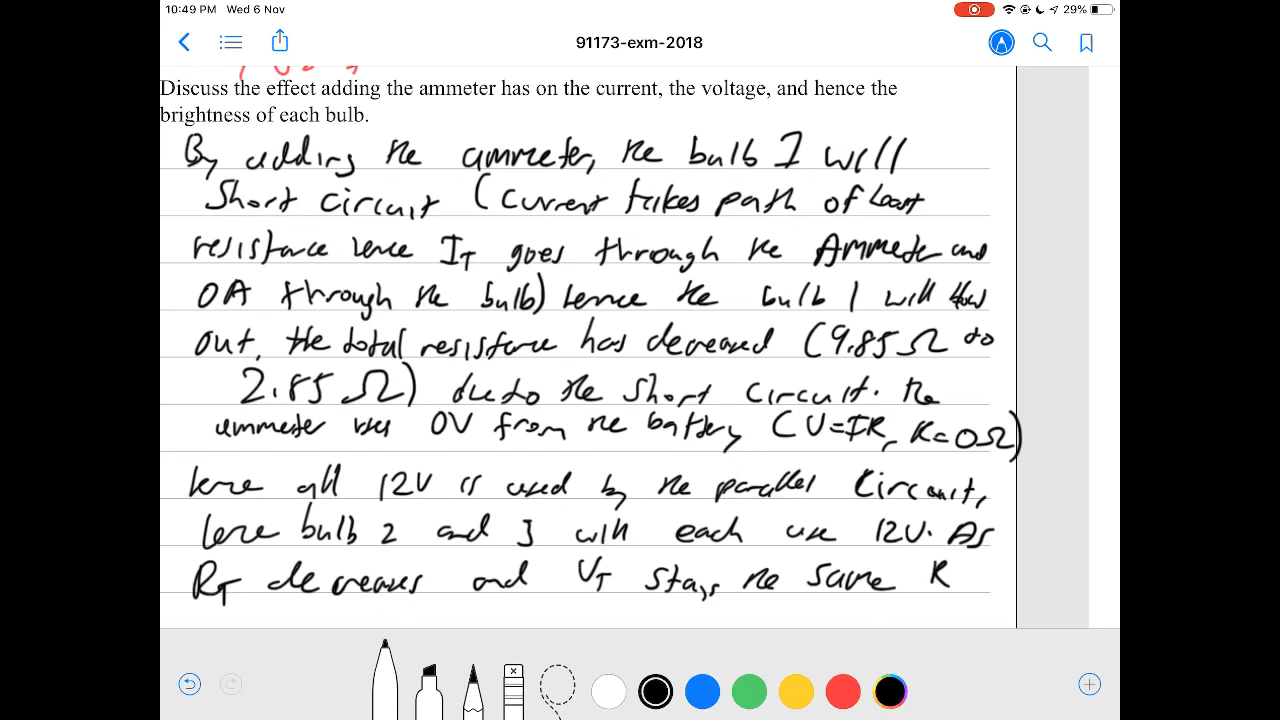 10:49 PM Wed 6 Nov 29%
91173-exm-2018
Discuss the effect adding the ammeter has on the current, the voltage, and hence the
brightness of each bulb.
By adding the ammeter, the bulb 1 will
Short circuit (current takes path of least
resistance hence IT goes through the Ammeter and
0A through the bulb) hence the bulb 1 will
out, the total resistance has decreased (9.85 Ω to
2.85 Ω) due to the short circuit. The
ammeter uses 0V from the battery (V=IR, R=0Ω)
hence all 12V is used by the parallel Circuit,
hence bulb 2 and 3 will each use 12V. As
RT decreases and VT stays the same R